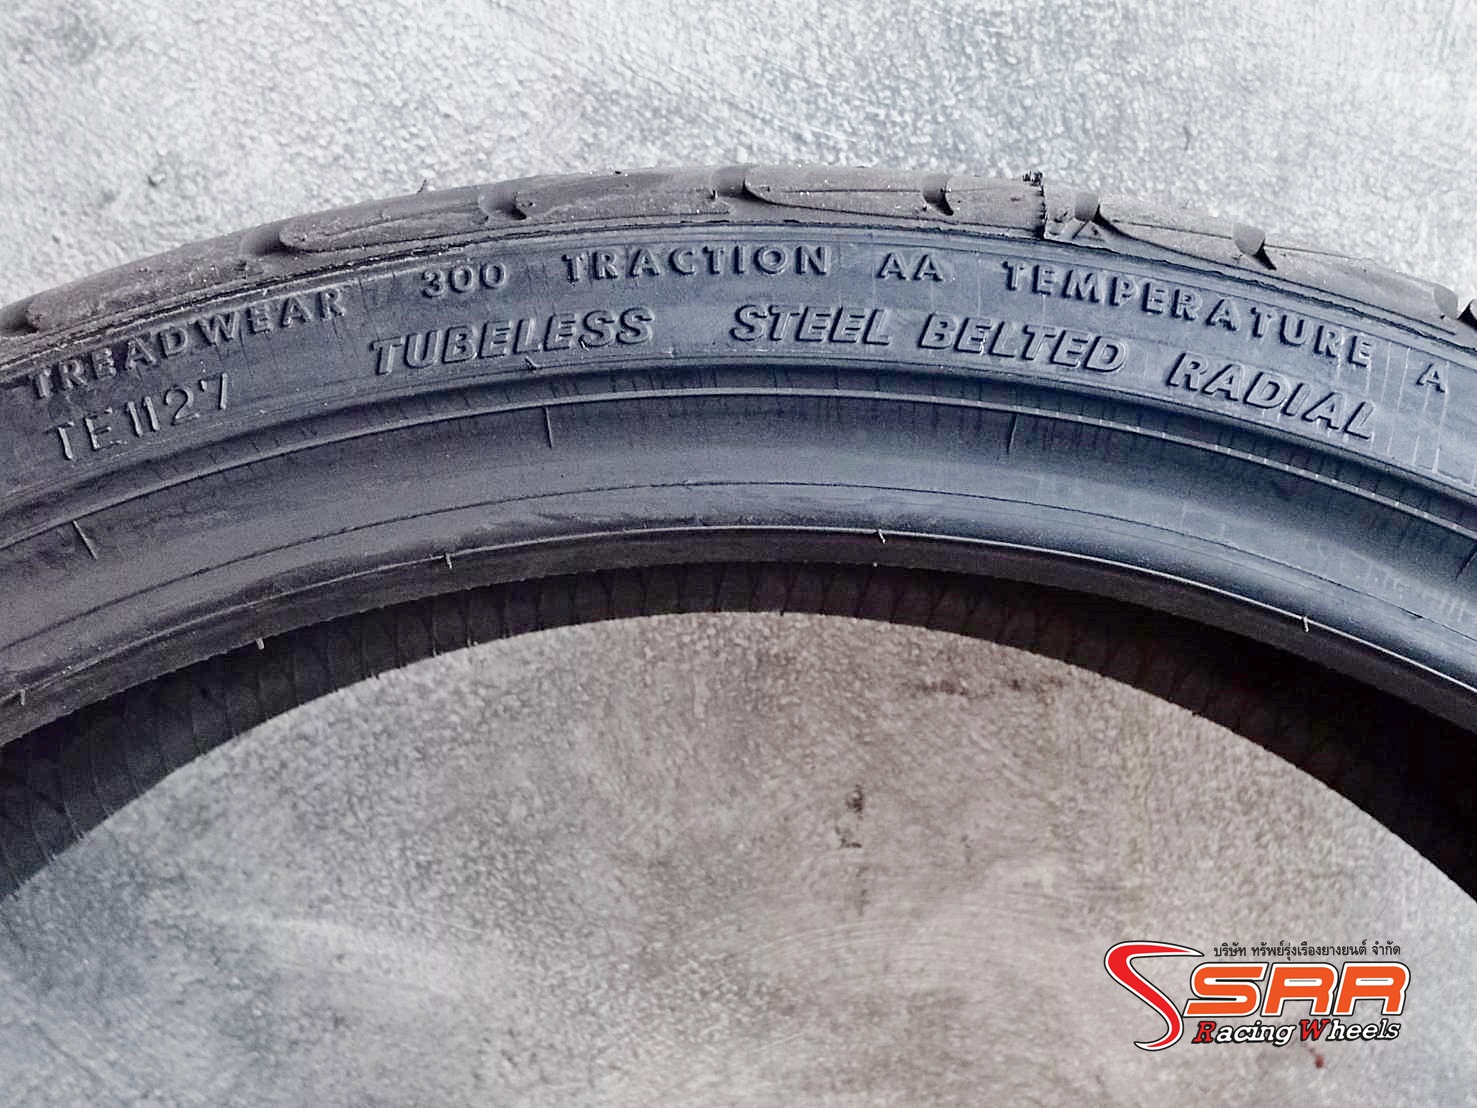 TREADWEAR 300 TRACTION AA TEMPERATURE A
TE1127 TUBELESS STEEL BELTED RADIAL
บริษัท ทรัพย์รุ่งเรืองยางยนต์ จำกัด
SRR
Racing Wheels